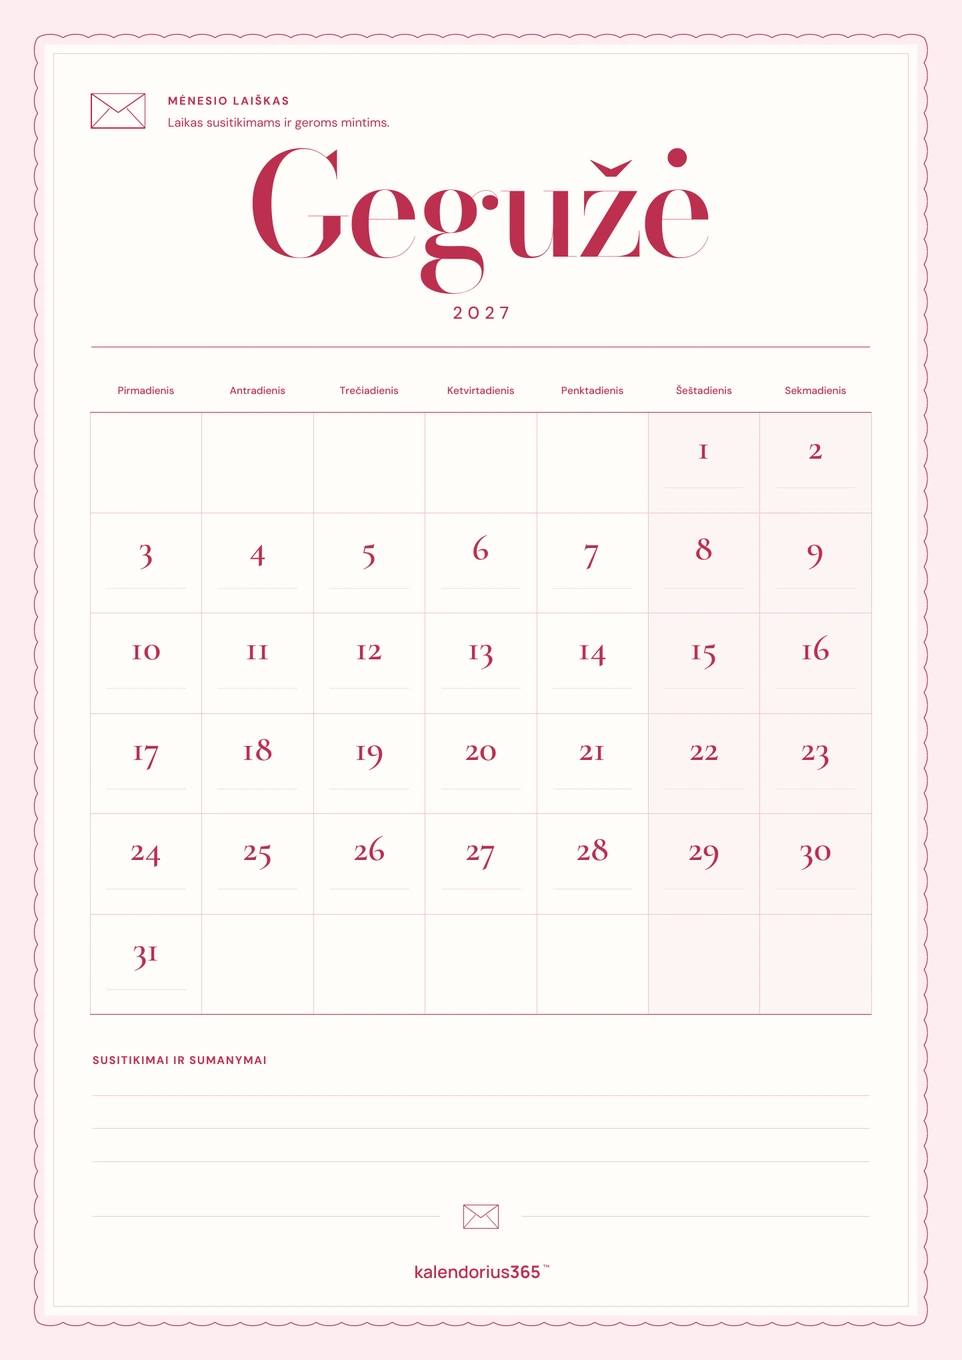 MĖNESIO LAIŠKAS
Laikas susitikimams ir geroms mintims.
Gegužė
2027
Pirmadienis Antradienis Trečiadienis Ketvirtadienis Penktadienis Šeštadienis Sekmadienis
1 2
3 4 5 6 7 8 9
10 11 12 13 14 15 16
17 18 19 20 21 22 23
24 25 26 27 28 29 30
31
SUSITIKIMAI IR SUMANYMAI
kalendorius365™